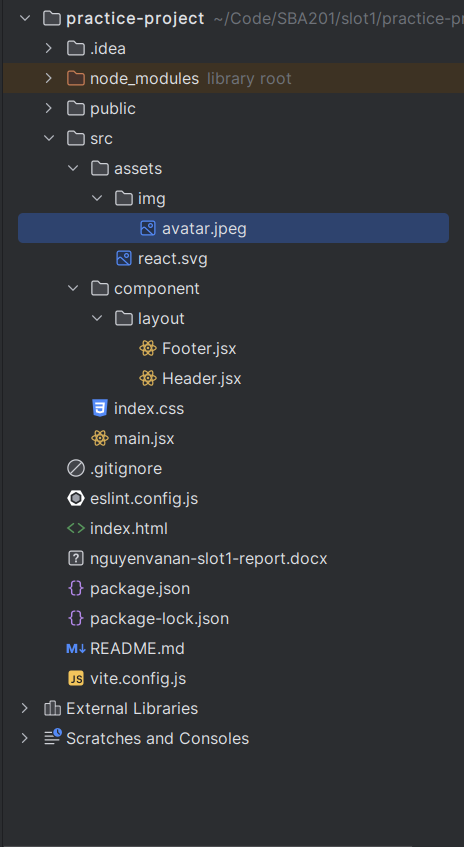 practice-project ~/Code/SBA201/slot1/practice-pr
.idea
node_modules library root
public
src
assets
img
avatar.jpeg
react.svg
component
layout
Footer.jsx
Header.jsx
index.css
main.jsx
.gitignore
eslint.config.js
<> index.html
? nguyenvanan-slot1-report.docx
{} package.json
{} package-lock.json
M↓ README.md
JS vite.config.js
External Libraries
Scratches and Consoles